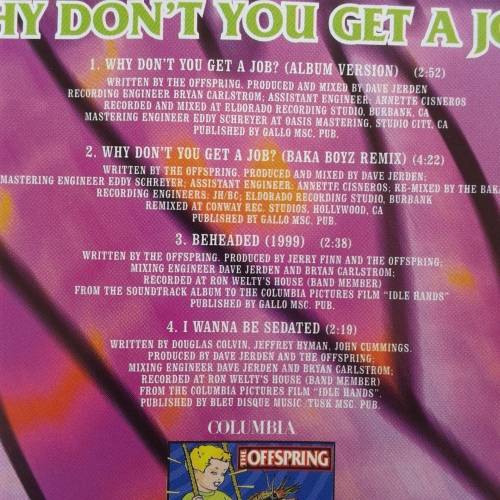 HY DON'T YOU GET A JO
1. WHY DON'T YOU GET A JOB? (ALBUM VERSION) (2:52)
WRITTEN BY THE OFFSPRING. PRODUCED AND MIXED BY DAVE JERDEN
RECORDING ENGINEER BRYAN CARLSTROM; ASSISTANT ENGINEER: ANNETTE CISNEROS
RECORDED AND MIXED AT ELDORADO RECORDING STUDIO, BURBANK, CA
MASTERING ENGINEER EDDY SCHREYER AT OASIS MASTERING, STUDIO CITY, CA
PUBLISHED BY GALLO MSC. PUB.
2. WHY DON'T YOU GET A JOB? (BAKA BOYZ REMIX) (4:22)
WRITTEN BY THE OFFSPRING. PRODUCED AND MIXED BY DAVE JERDEN;
MASTERING ENGINEER EDDY SCHREYER; ASSISTANT ENGINEER: ANNETTE CISNEROS; RE-MIXED BY THE BAKA
RECORDING ENGINEERS: JH/BC; ELDORADO RECORDING STUDIO, BURBANK
REMIXED AT CONWAY REC. STUDIOS, HOLLYWOOD, CA
PUBLISHED BY GALLO MSC. PUB.
3. BEHEADED (1999) (2:38)
WRITTEN BY THE OFFSPRING. PRODUCED BY JERRY FINN AND THE OFFSPRING;
MIXING ENGINEER DAVE JERDEN AND BRYAN CARLSTROM;
RECORDED AT RON WELTY'S HOUSE (BAND MEMBER)
FROM THE SOUNDTRACK ALBUM TO THE COLUMBIA PICTURES FILM "IDLE HANDS"
PUBLISHED BY GALLO MSC. PUB.
4. I WANNA BE SEDATED (2:19)
WRITTEN BY DOUGLAS COLVIN, JEFFREY HYMAN, JOHN CUMMINGS.
PRODUCED BY DAVE JERDEN AND THE OFFSPRING;
MIXING ENGINEER DAVE JERDEN AND BRYAN CARLSTROM;
RECORDED AT RON WELTY'S HOUSE (BAND MEMBER)
FROM THE COLUMBIA PICTURES FILM "IDLE HANDS".
PUBLISHED BY BLEU DISQUE MUSIC /TUSK MSC. PUB.
COLUMBIA
THE OFFSPRING